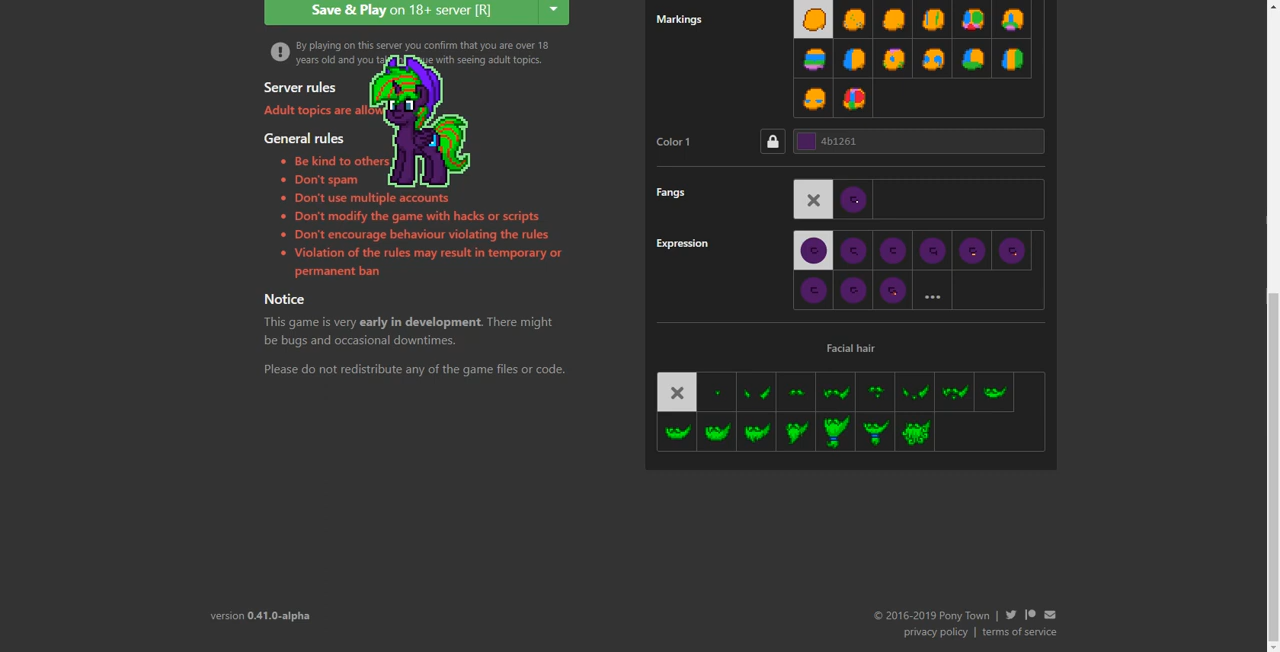 Save & Play on 18+ server [R]
By playing on this server you confirm that you are over 18
years old and you ta ue with seeing adult topics.
Server rules
Adult topics are allow
General rules
Be kind to others
Don't spam
Don't use multiple accounts
Don't modify the game with hacks or scripts
Don't encourage behaviour violating the rules
Violation of the rules may result in temporary or
permanent ban
Notice
This game is very early in development. There might
be bugs and occasional downtimes.
Please do not redistribute any of the game files or code.
Markings
Color 1
4b1261
Fangs
Expression
...
Facial hair
version 0.41.0-alpha
© 2016-2019 Pony Town |
privacy policy | terms of service